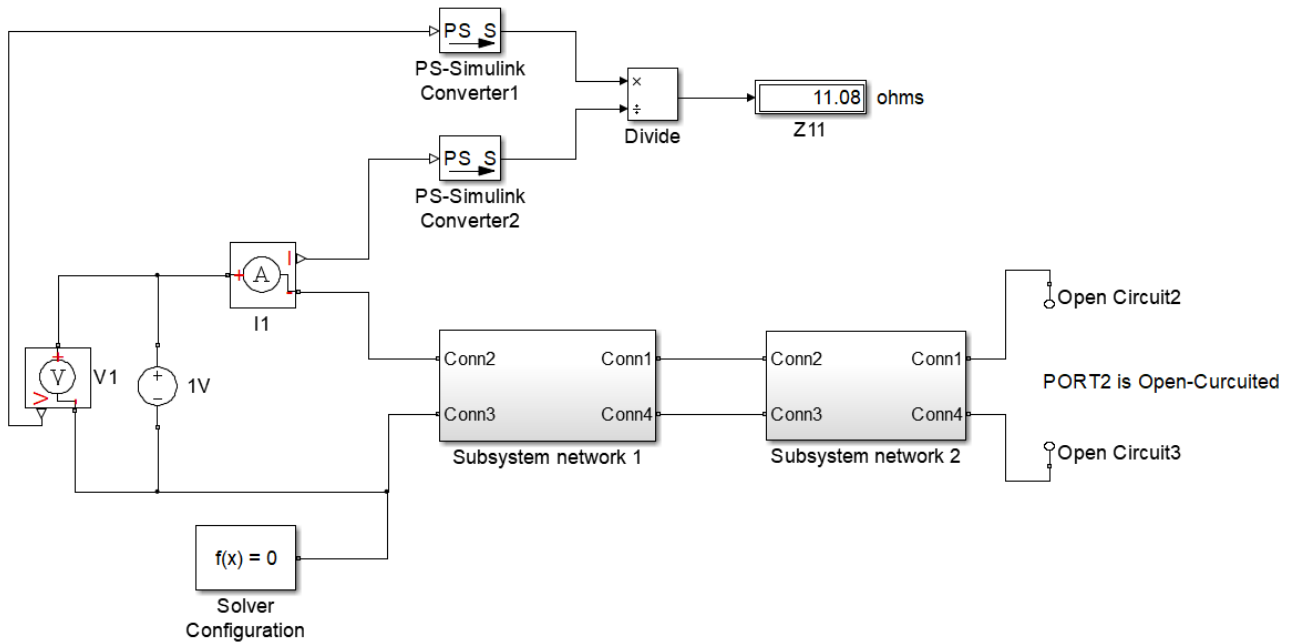 PS S
PS-Simulink
Converter1
×
÷
Divide
11.08 ohms
Z11
PS S
PS-Simulink
Converter2
I
+ A
-
I1
+
V V1
V
-
+
−
1V
Conn2 Conn1
Conn3 Conn4
Subsystem network 1
Conn2 Conn1
Conn3 Conn4
Subsystem network 2
Open Circuit2
PORT2 is Open-Curcuited
Open Circuit3
f(x) = 0
Solver
Configuration